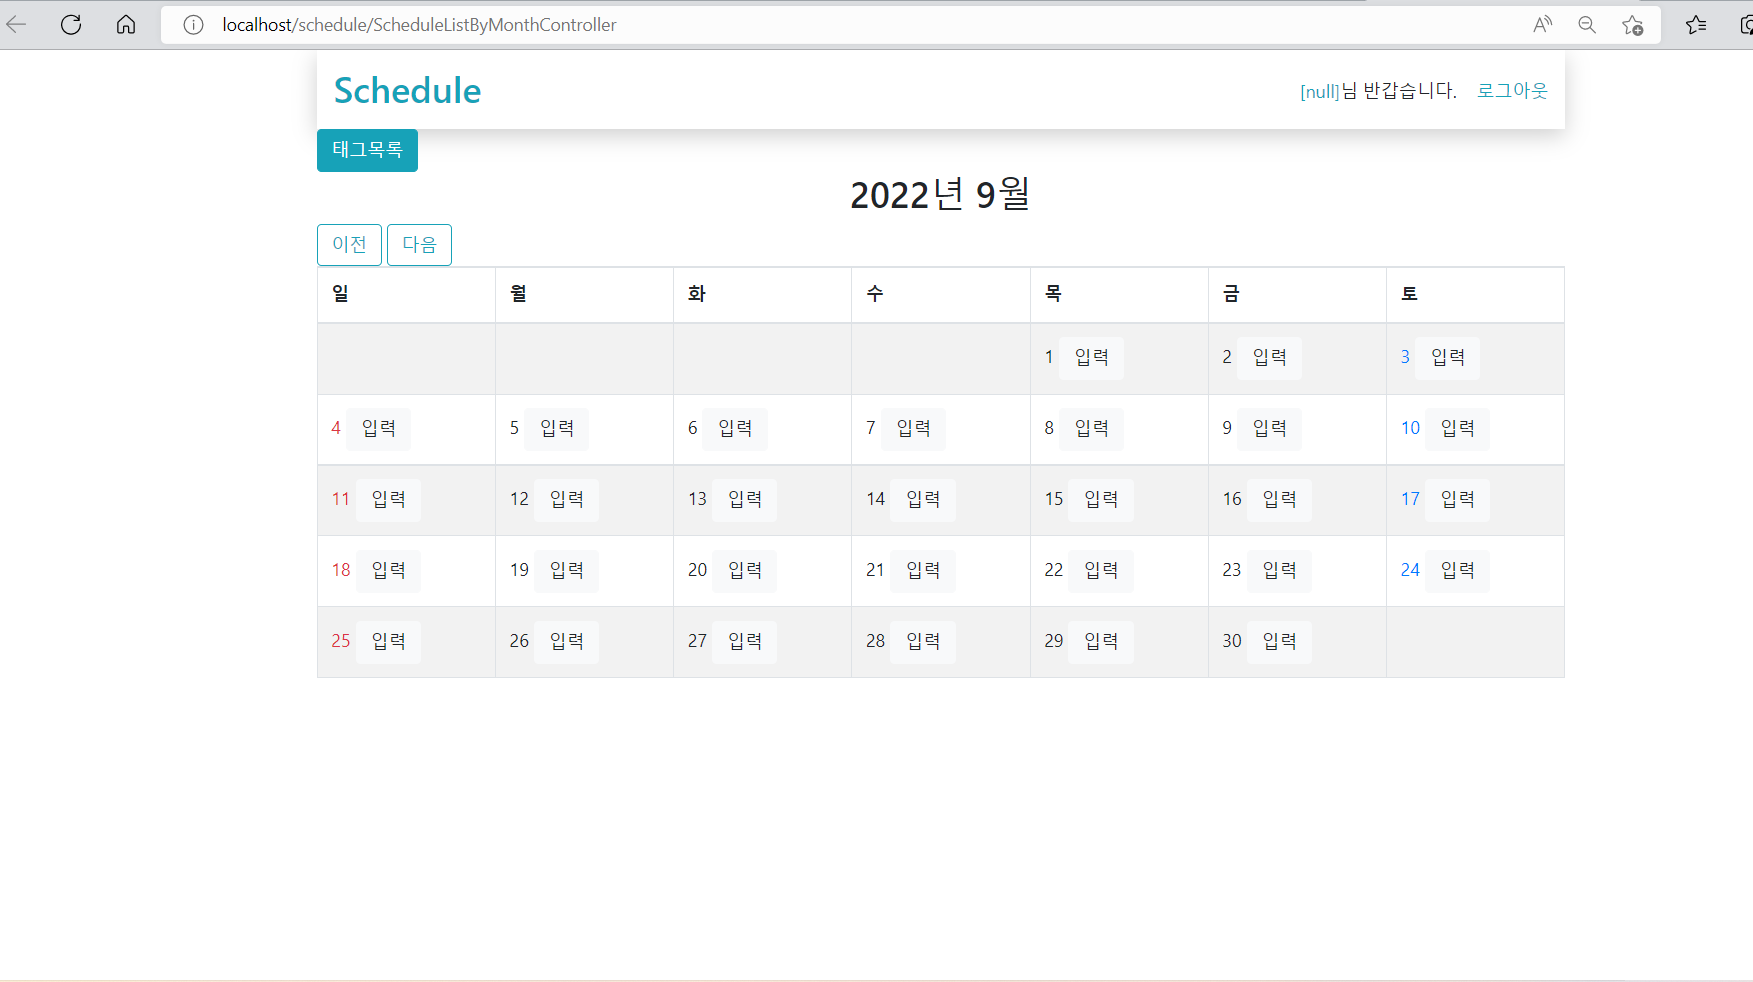 localhost/schedule/ScheduleListByMonthController
Schedule
[null]님 반갑습니다. 로그아웃
태그목록
2022년 9월
이전 다음
일 월 화 수 목 금 토
1 입력 2 입력 3 입력
4 입력 5 입력 6 입력 7 입력 8 입력 9 입력 10 입력
11 입력 12 입력 13 입력 14 입력 15 입력 16 입력 17 입력
18 입력 19 입력 20 입력 21 입력 22 입력 23 입력 24 입력
25 입력 26 입력 27 입력 28 입력 29 입력 30 입력